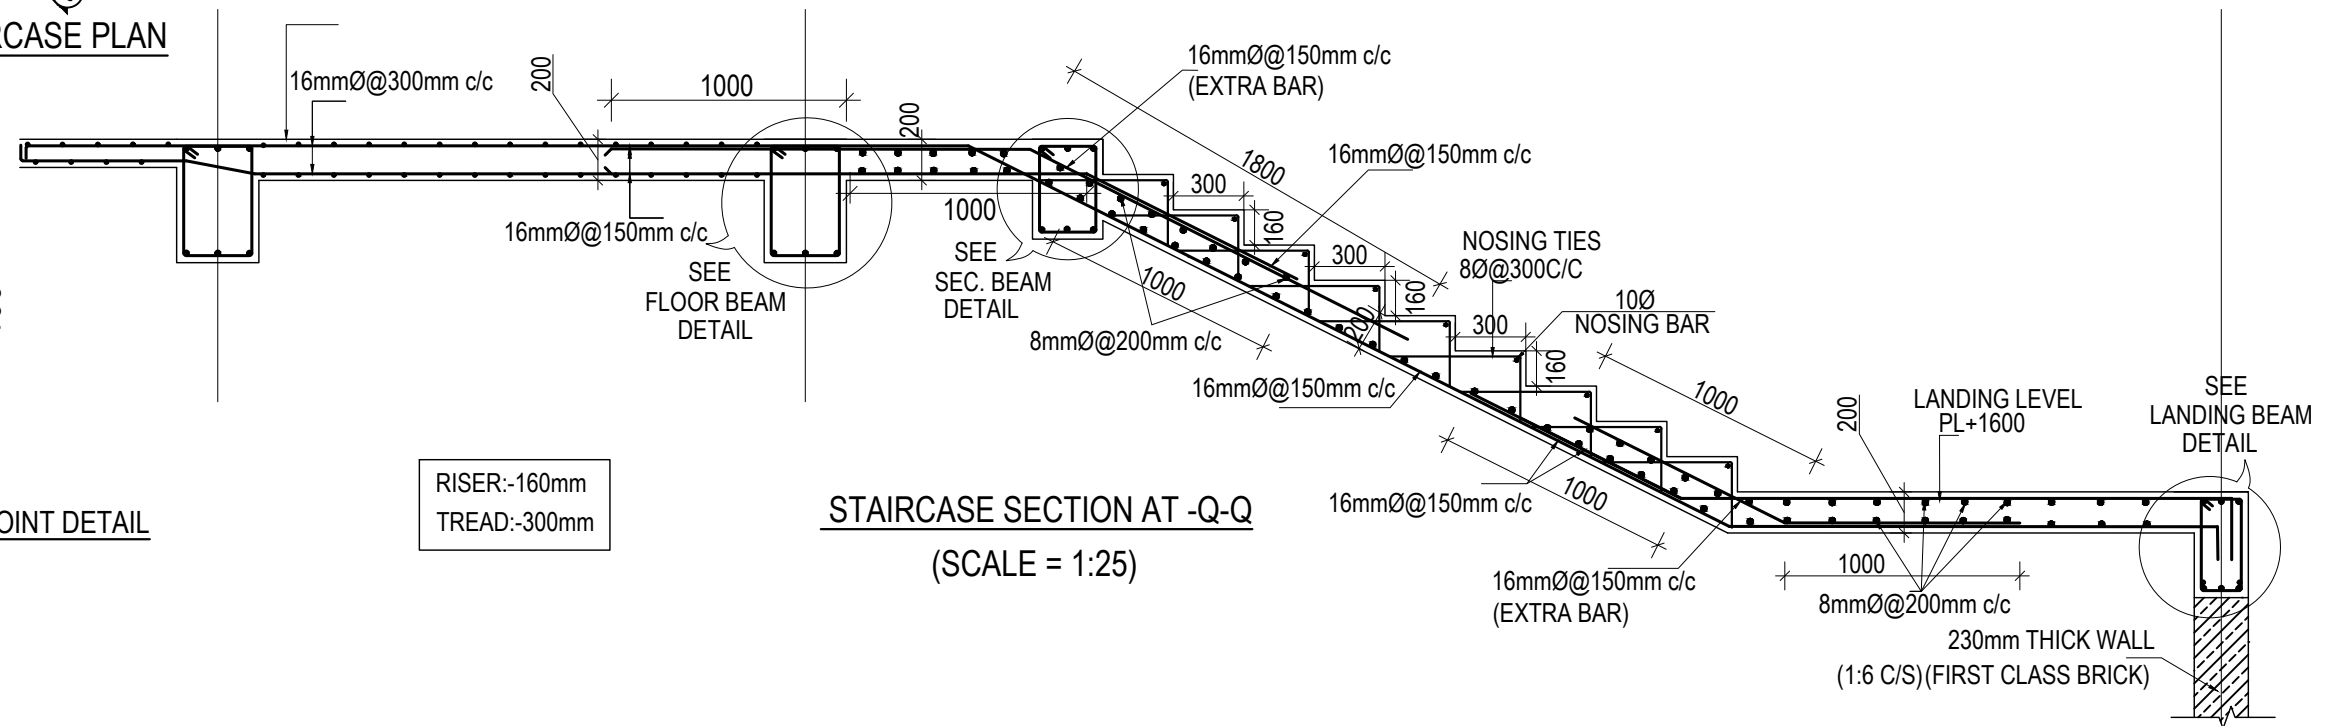 RCASE PLAN
16mmØ@300mm c/c
200
1000
200
16mmØ@150mm c/c
(EXTRA BAR)
1800
16mmØ@150mm c/c
300
160
1000
16mmØ@150mm c/c
SEE
FLOOR BEAM
DETAIL
SEE
SEC. BEAM
DETAIL
1000
8mmØ@200mm c/c
300
160
NOSING TIES
8Ø@300C/C
200
10Ø
NOSING BAR
300
160
16mmØ@150mm c/c
1000
200
LANDING LEVEL
PL+1600
SEE
LANDING BEAM
DETAIL
RISER:-160mm
TREAD:-300mm
OINT DETAIL
STAIRCASE SECTION AT -Q-Q
(SCALE = 1:25)
16mmØ@150mm c/c
1000
16mmØ@150mm c/c
(EXTRA BAR)
1000
8mmØ@200mm c/c
230mm THICK WALL
(1:6 C/S)(FIRST CLASS BRICK)